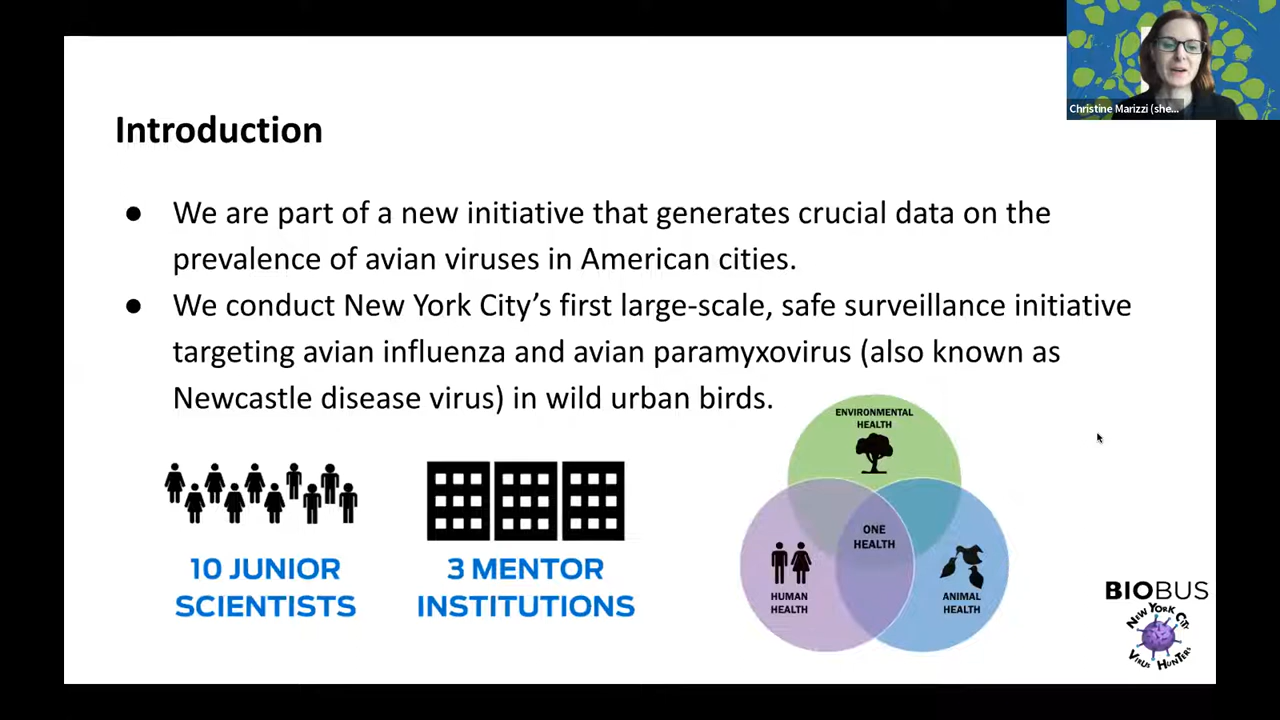 Christine Marizzi (she...
Introduction
● We are part of a new initiative that generates crucial data on the
prevalence of avian viruses in American cities.
● We conduct New York City’s first large-scale, safe surveillance initiative
targeting avian influenza and avian paramyxovirus (also known as
Newcastle disease virus) in wild urban birds.
10 JUNIOR
SCIENTISTS
3 MENTOR
INSTITUTIONS
ENVIRONMENTAL
HEALTH
ONE
HEALTH
HUMAN
HEALTH
ANIMAL
HEALTH
BIOBUS
NEW YORK CITY
VIRUS HUNTERS